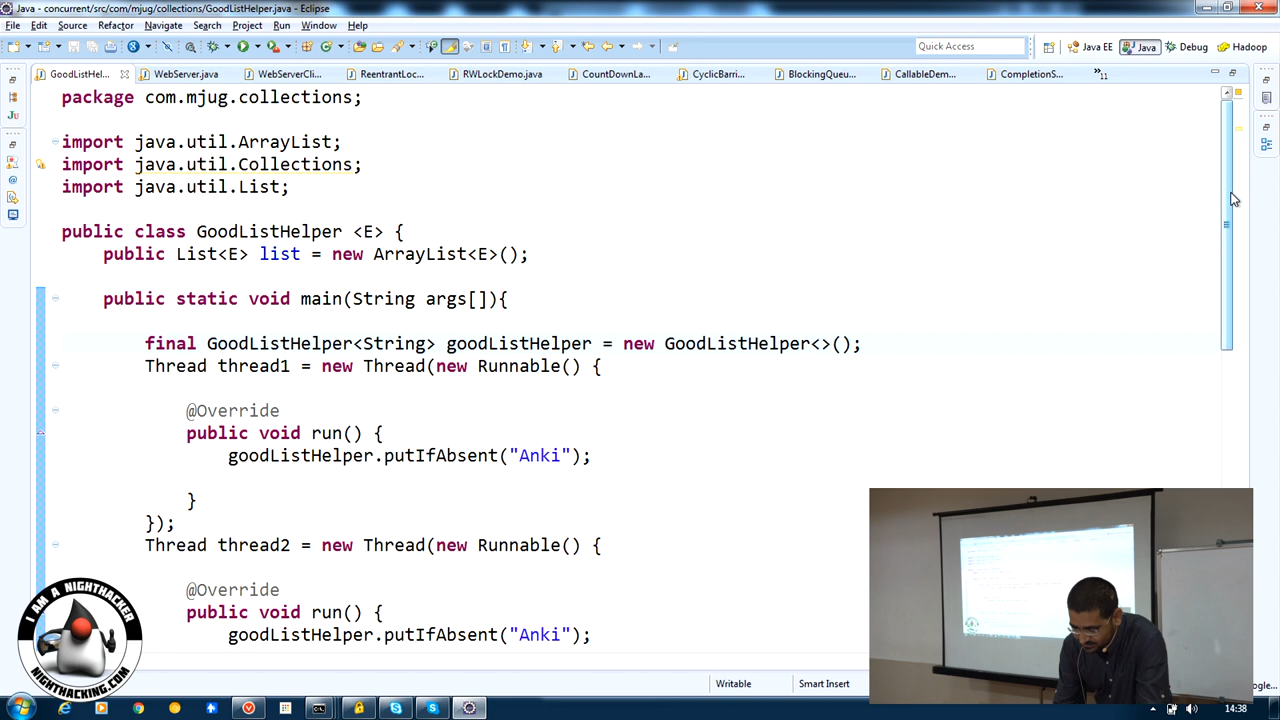 Java - concurrent/src/com/mjug/collections/GoodListHelper.java - Eclipse
File Edit Source Refactor Navigate Search Project Run Window Help
Quick Access
Java EE
Java
Debug
Hadoop
GoodListHel...
WebServer.java
WebServerCli...
ReentrantLoc...
RWLockDemo.java
CountDownLa...
CyclicBarri...
BlockingQueu...
CallableDem...
CompletionS...
»11
package com.mjug.collections;
import java.util.ArrayList;
import java.util.Collections;
import java.util.List;
public class GoodListHelper <E> {
public List<E> list = new ArrayList<E>();
public static void main(String args[]){
final GoodListHelper<String> goodListHelper = new GoodListHelper<>();
Thread thread1 = new Thread(new Runnable() {
@Override
public void run() {
goodListHelper.putIfAbsent("Anki");
}
});
Thread thread2 = new Thread(new Runnable() {
@Override
public void run() {
goodListHelper.putIfAbsent("Anki");
I AM A NIGHTHACKER
NIGHTHACKING.COM
Writable
Smart Insert
ogle...
14:38